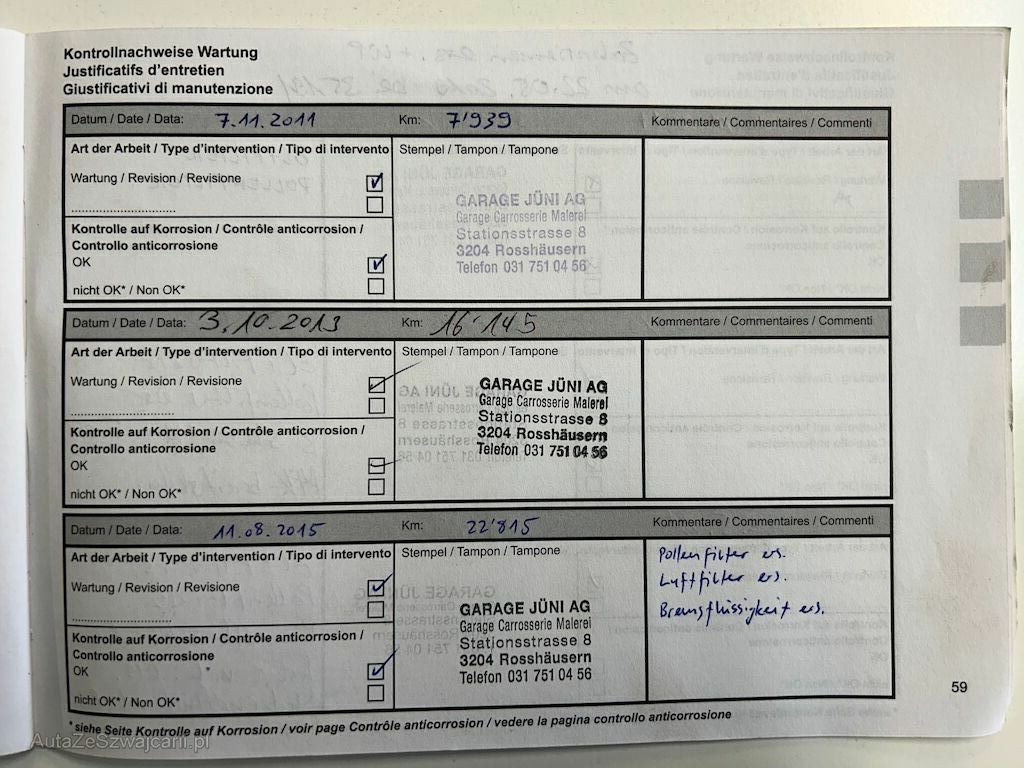 Kontrollnachweise Wartung
Justificatifs d'entretien
Giustificativi di manutenzione
Datum / Date / Data: 7.11.2011 Km: 7'939 Kommentare / Commentaires / Commenti
Art der Arbeit / Type d'intervention / Tipo di intervento Stempel / Tampon / Tampone
Wartung / Revision / Revisione
GARAGE JÜNI AG
Garage Carrosserie Malerei
Stationsstrasse 8
3204 Rosshäusern
Telefon 031 751 04 56
Kontrolle auf Korrosion / Contrôle anticorrosion /
Controllo anticorrosione
OK
nicht OK* / Non OK*
Datum / Date / Data: 3.10.2013 Km: 16'145 Kommentare / Commentaires / Commenti
Art der Arbeit / Type d'intervention / Tipo di intervento Stempel / Tampon / Tampone
Wartung / Revision / Revisione
GARAGE JÜNI AG
Garage Carrosserie Malerei
Stationsstrasse 8
3204 Rosshäusern
Telefon 031 751 04 56
Kontrolle auf Korrosion / Contrôle anticorrosion /
Controllo anticorrosione
OK
nicht OK* / Non OK*
Datum / Date / Data: 11.08.2015 Km: 22'815 Kommentare / Commentaires / Commenti
Art der Arbeit / Type d'intervention / Tipo di intervento Stempel / Tampon / Tampone
Wartung / Revision / Revisione
GARAGE JÜNI AG
Garage Carrosserie Malerei
Stationsstrasse 8
3204 Rosshäusern
Telefon 031 751 04 56
Pollenfilter ers.
Luftfilter ers.
Bremsflüssigkeit ers.
Kontrolle auf Korrosion / Contrôle anticorrosion /
Controllo anticorrosione
OK
nicht OK* / Non OK*
59
*siehe Seite Kontrolle auf Korrosion / voir page Contrôle anticorrosion / vedere la pagina controllo anticorrosione
AutaZeSzwajcarii.pl